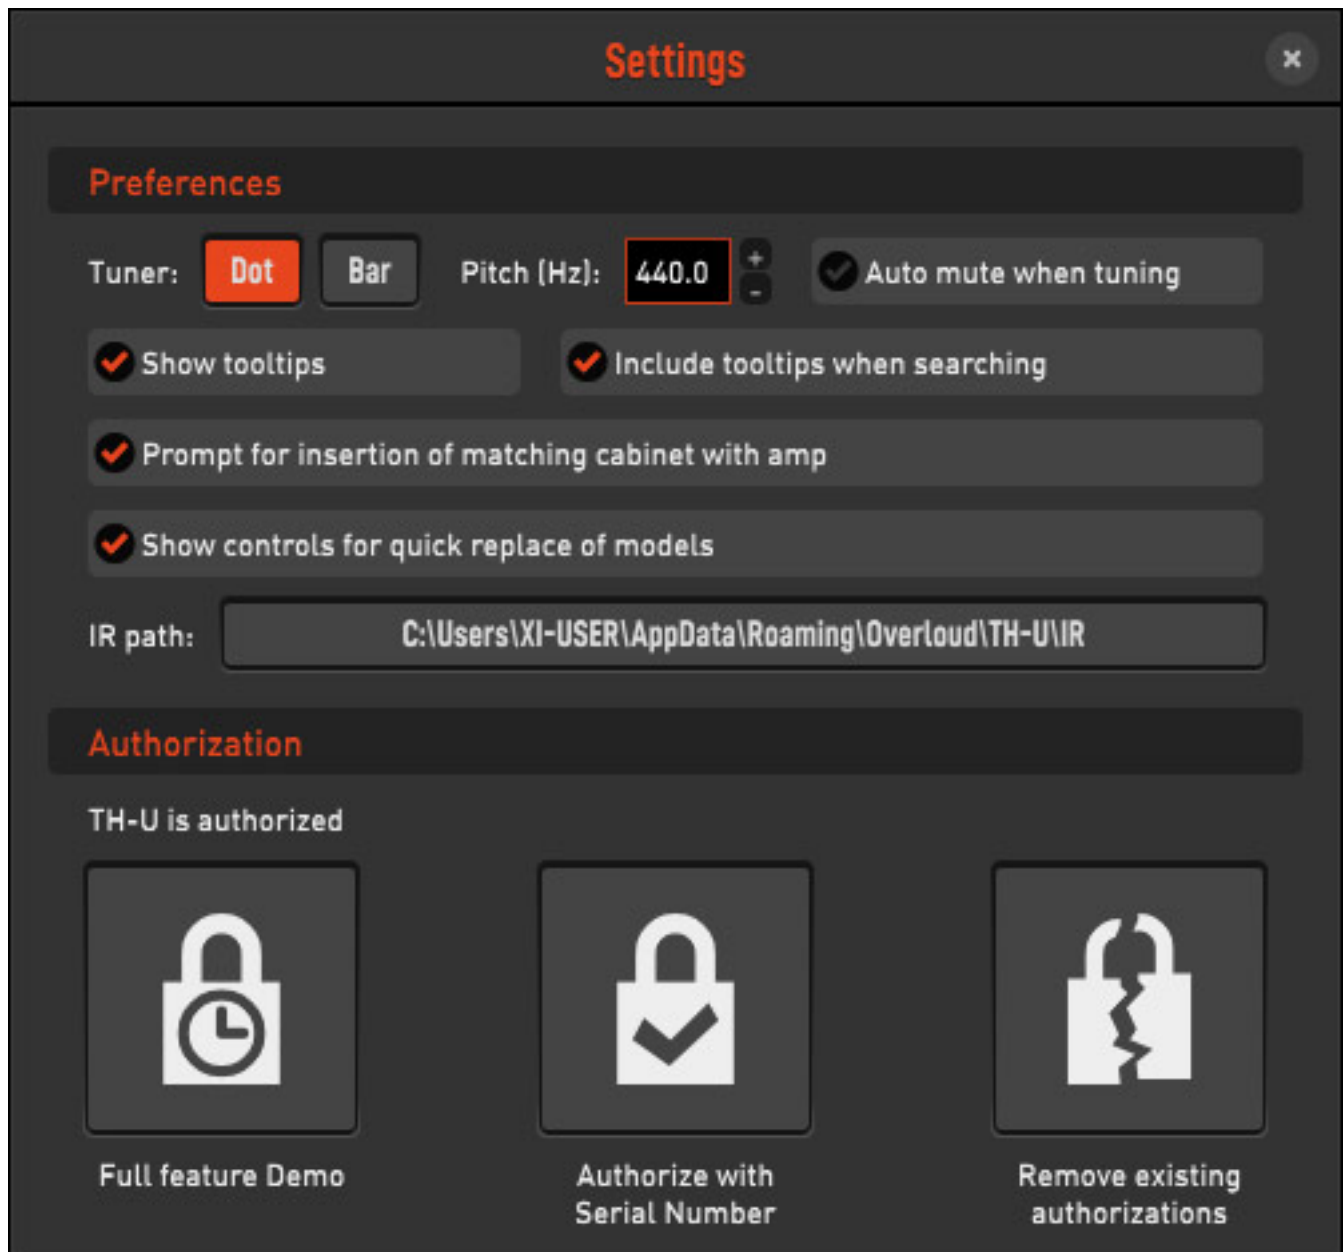 Settings
Preferences
Tuner: Dot Bar Pitch (Hz): 440.0 + - Auto mute when tuning
Show tooltips Include tooltips when searching
Prompt for insertion of matching cabinet with amp
Show controls for quick replace of models
IR path: C:\Users\XI-USER\AppData\Roaming\Overloud\TH-U\IR
Authorization
TH-U is authorized
Full feature Demo
Authorize with
Serial Number
Remove existing
authorizations